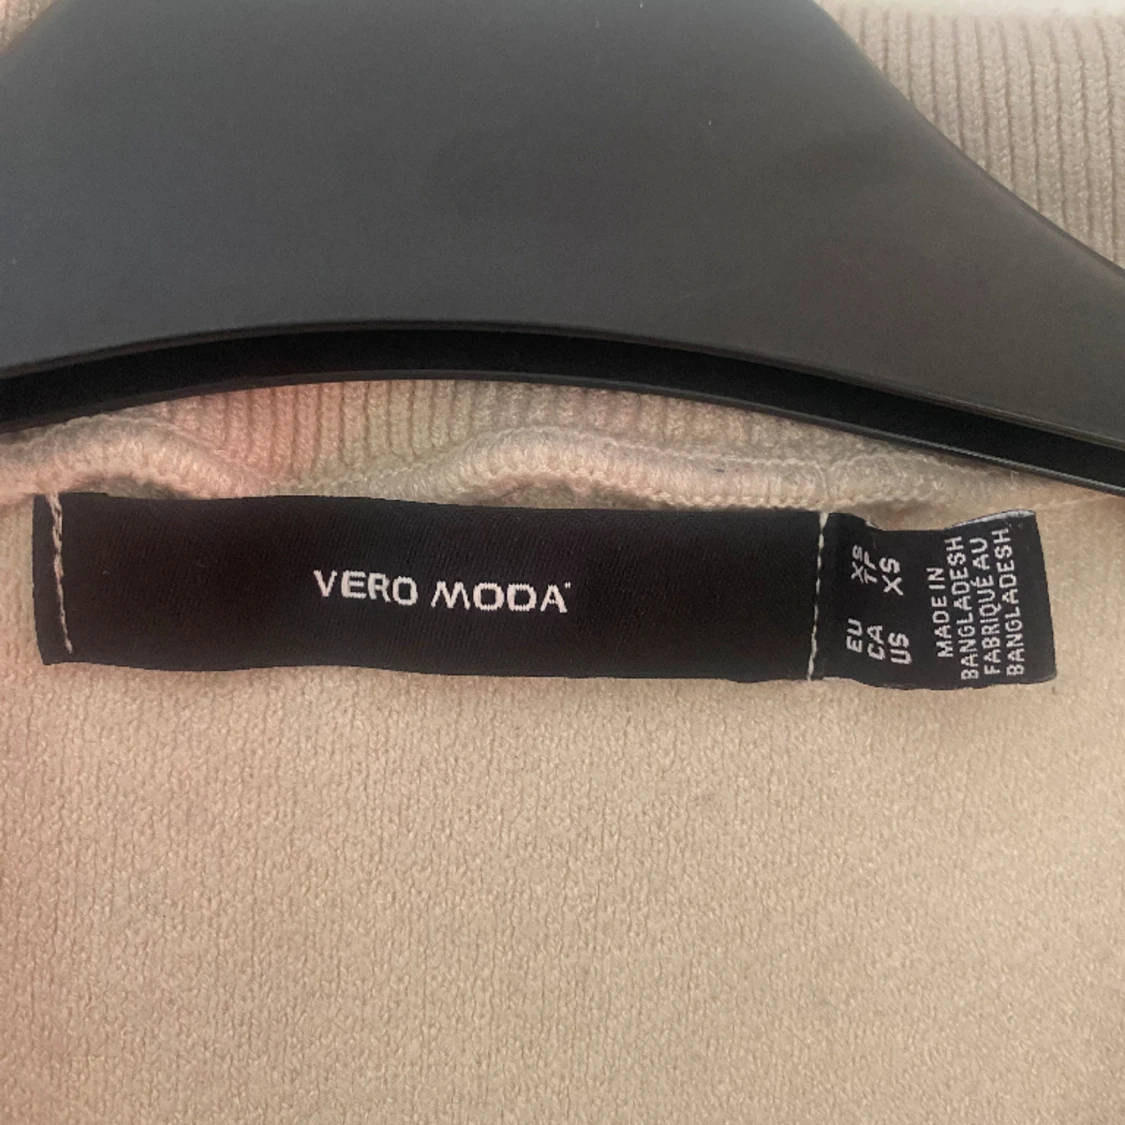 VERO MODA
EU XS
CA TP
US XS
MADE IN
BANGLADESH
FABRIQUÉ AU
BANGLADESH